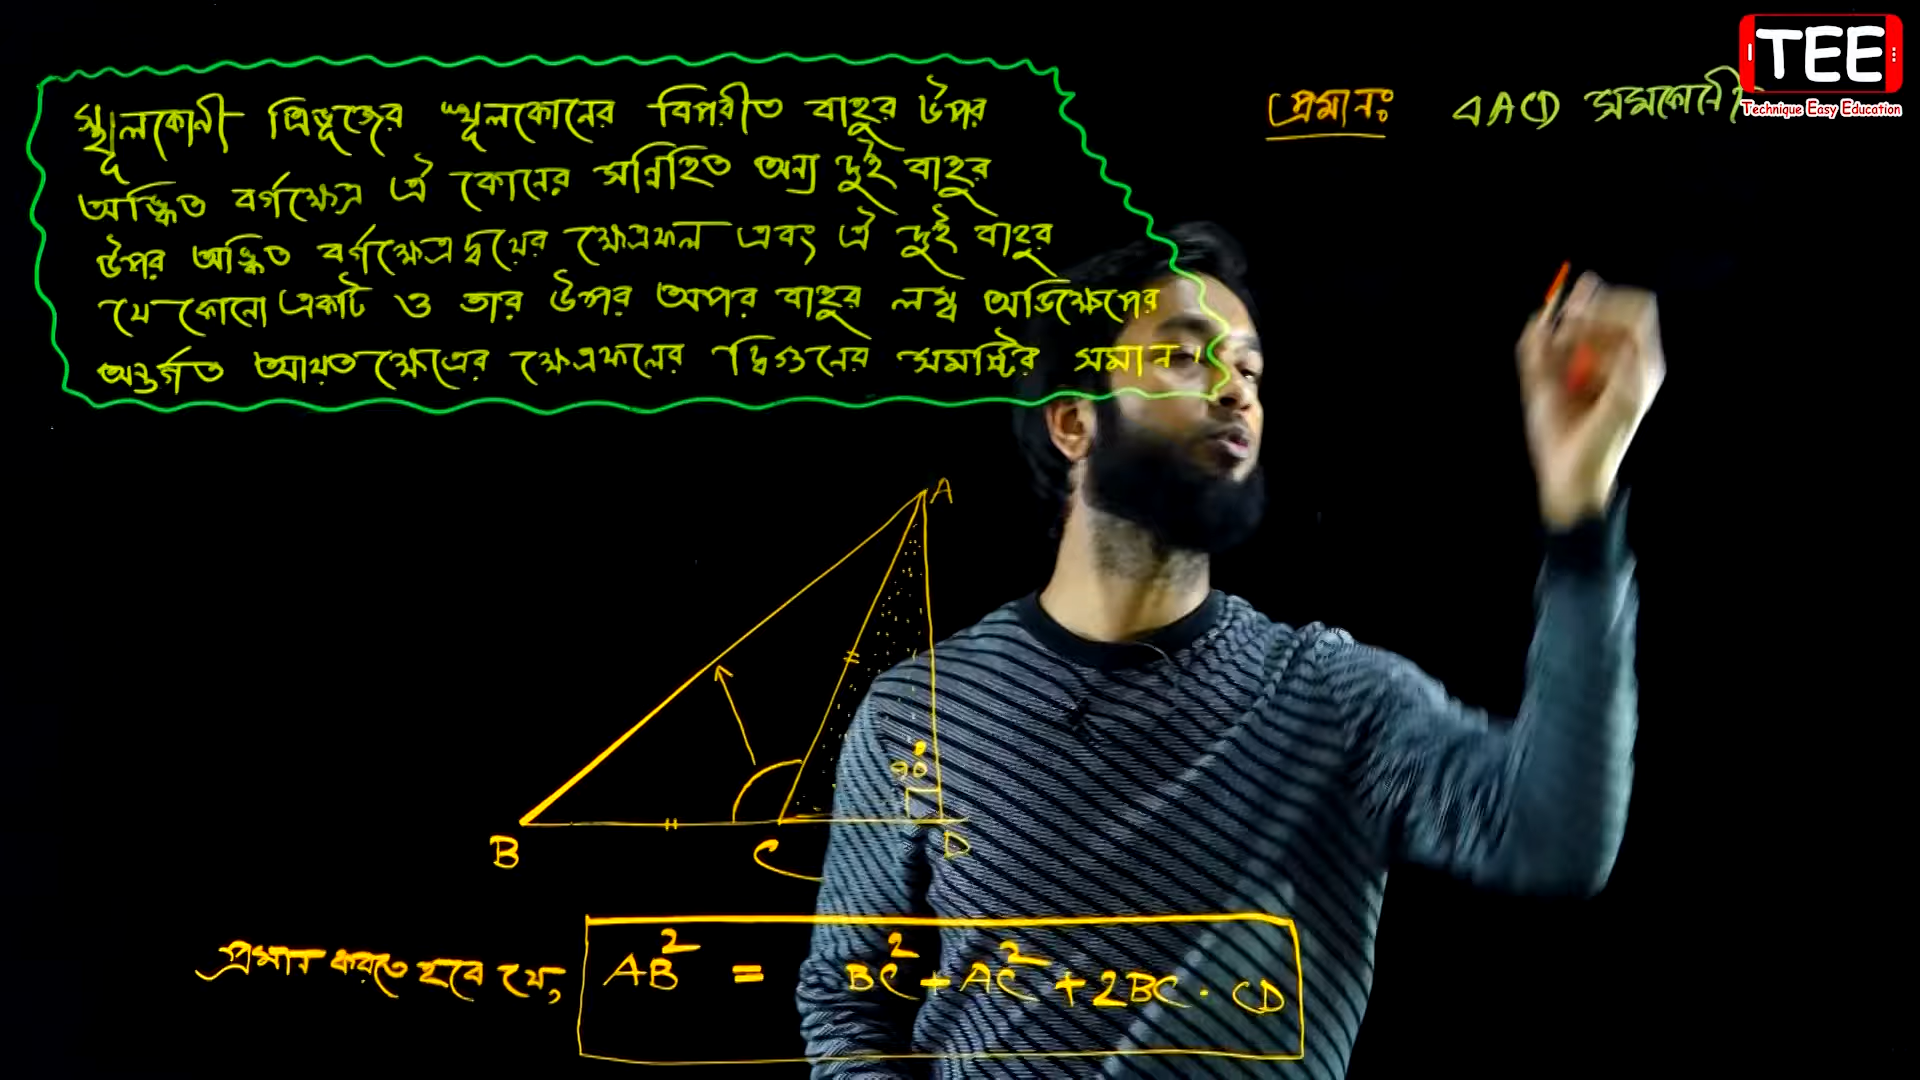 স্থূলকোনী ত্রিভূজের স্থূলকোনের বিপরীত বাহুর উপর
অঙ্কিত বর্গক্ষেত্র ঐ কোনের সন্নিহিত অন্য দুই বাহুর
উপর অঙ্কিত বর্গক্ষেত্র দ্বয়ের ক্ষেত্রফল এবং ঐ দুই বাহুর
যে কোনো একটি ও তার উপর অপর বাহুর লম্ব অভিক্ষেপের
অন্তর্গত আয়তক্ষেত্রের ক্ষেত্রফলের দ্বিগুনের সমষ্টির সমান।
প্রমানঃ ◁ACD সমকোনী
TEE
Technique Easy Education
A
90°
B C D
প্রমান করতে হবে যে, AB² = BC² + AC² + 2BC · CD